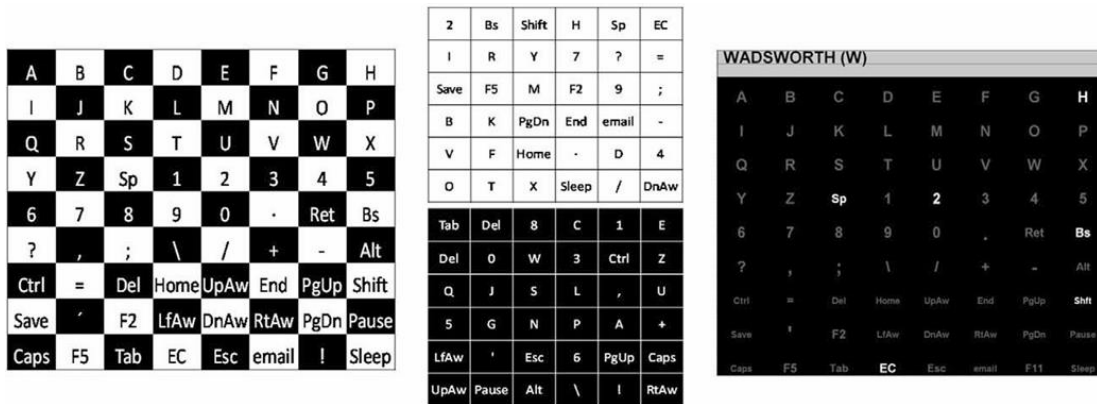 A B C D E F G H
I J K L M N O P
Q R S T U V W X
Y Z Sp 1 2 3 4 5
6 7 8 9 0 . Ret Bs
? , ; \ / + - Alt
Ctrl = Del Home UpAw End PgUp Shift
Save ' F2 LfAw DnAw RtAw PgDn Pause
Caps F5 Tab EC Esc email ! Sleep
2 Bs Shift H Sp EC
I R Y 7 ? =
Save F5 M F2 9 ;
B K PgDn End email -
V F Home . D 4
O T X Sleep / DnAw
Tab Del 8 C 1 E
Del 0 W 3 Ctrl Z
Q J S L , U
5 G N P A +
LfAw ' Esc 6 PgUp Caps
UpAw Pause Alt \ ! RtAw
WADSWORTH (W)
A B C D E F G H
I J K L M N O P
Q R S T U V W X
Y Z Sp 1 2 3 4 5
6 7 8 9 0 . Ret Bs
? , ; \ / + - Alt
Ctrl = Del Home UpAw End PgUp Shft
Save ' F2 LfAw DnAw RtAw PgDn Pause
Caps F5 Tab EC Esc email F11 Sleep